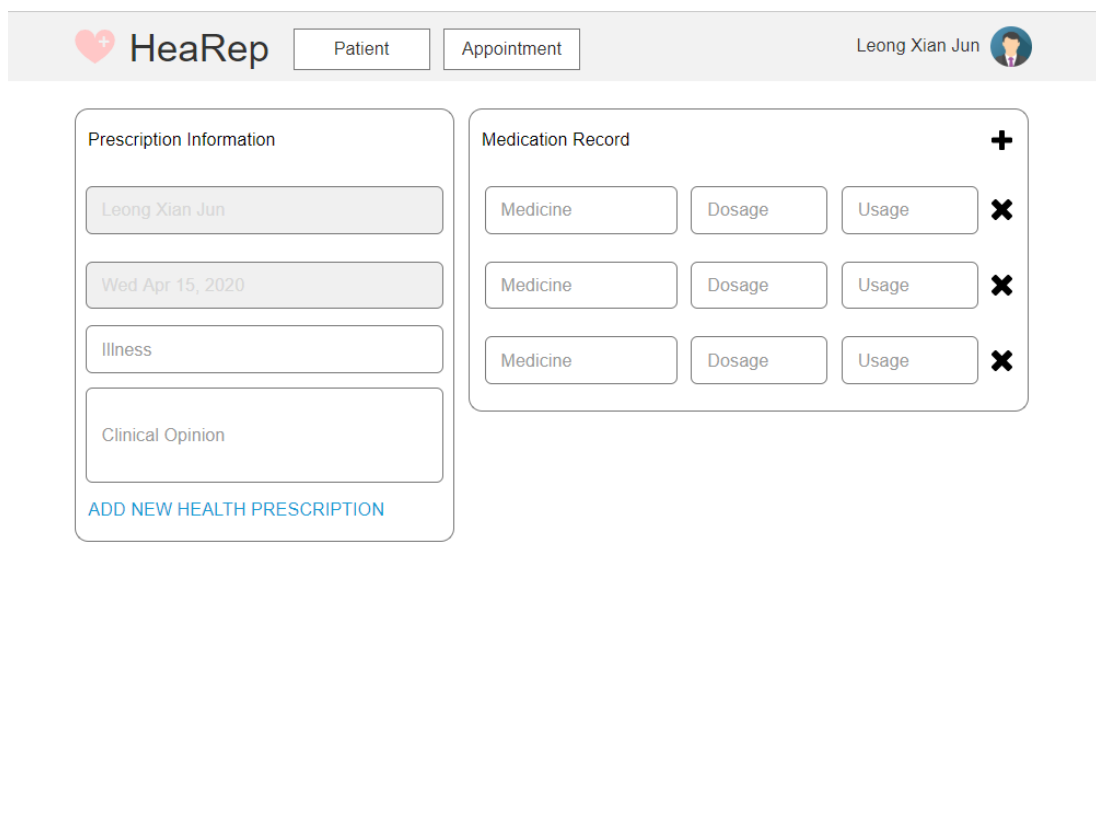 HeaRep
Patient
Appointment
Leong Xian Jun
Prescription Information
Leong Xian Jun
Wed Apr 15, 2020
Illness
Clinical Opinion
ADD NEW HEALTH PRESCRIPTION
Medication Record
Medicine Dosage Usage
Medicine Dosage Usage
Medicine Dosage Usage